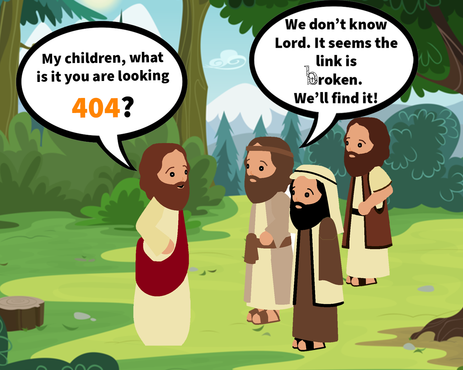 My children, what
is it you are looking
404?
We don't know
Lord. It seems the
link is
broken.
We'll find it!